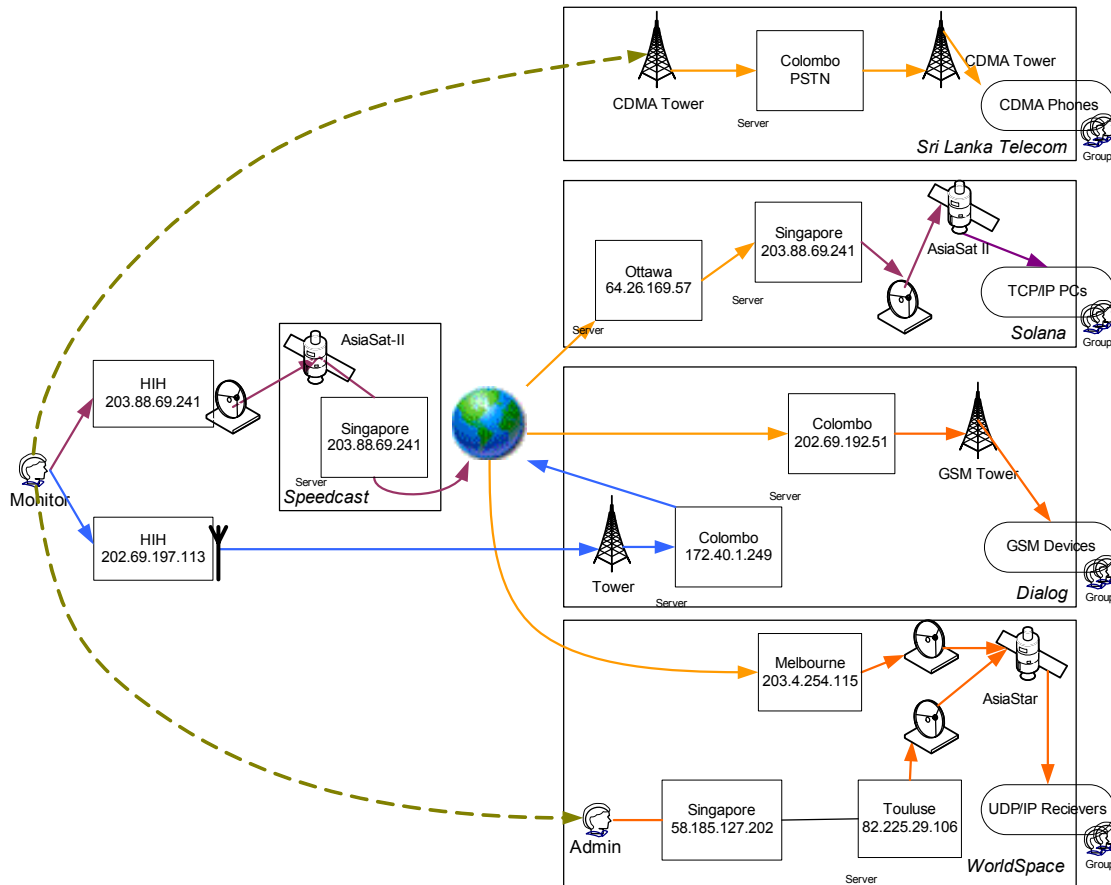 CDMA Tower
Colombo
PSTN
Server
CDMA Tower
CDMA Phones
Group
Sri Lanka Telecom
Ottawa
64.26.169.57
Server
Singapore
203.88.69.241
Server
AsiaSat II
TCP/IP PCs
Group
Solana
Monitor
HIH
203.88.69.241
HIH
202.69.197.113
AsiaSat-II
Singapore
203.88.69.241
Server
Speedcast
Colombo
202.69.192.51
Server
GSM Tower
GSM Devices
Group
Tower
Colombo
172.40.1.249
Server
Dialog
Melbourne
203.4.254.115
AsiaStar
Admin
Singapore
58.185.127.202
Touluse
82.225.29.106
Server
UDP/IP Recievers
Group
WorldSpace